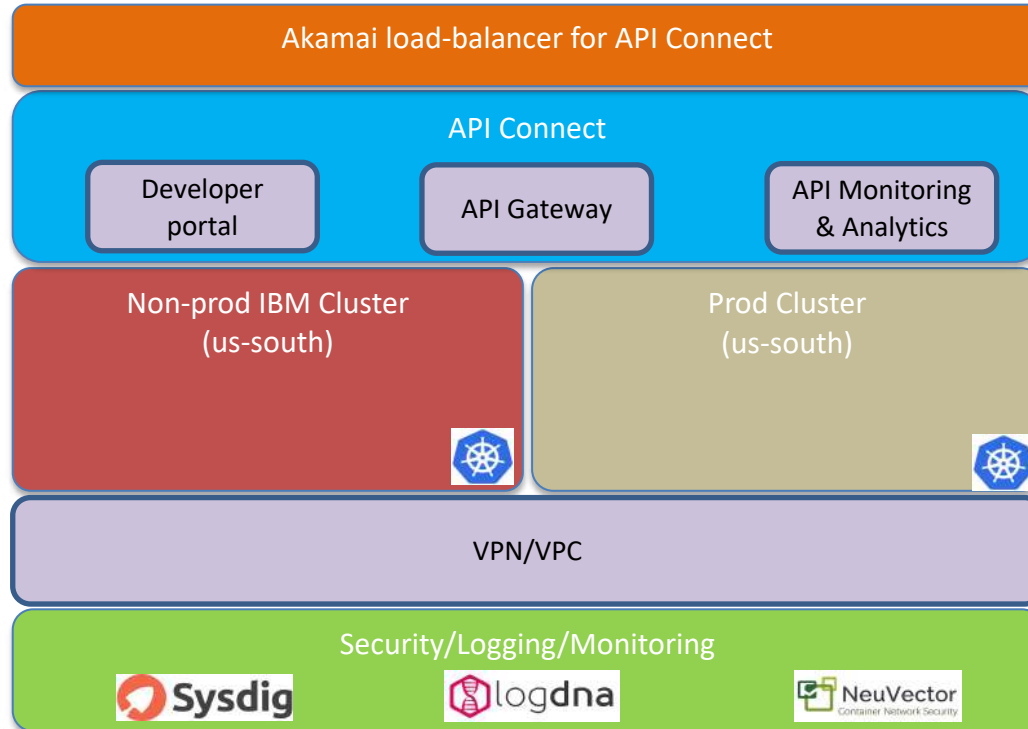 Akamai load-balancer for API Connect
API Connect
Developer
portal
API Gateway
API Monitoring
& Analytics
Non-prod IBM Cluster
(us-south)
Prod Cluster
(us-south)
VPN/VPC
Security/Logging/Monitoring
Sysdig
logdna
NeuVector
Container Network Security